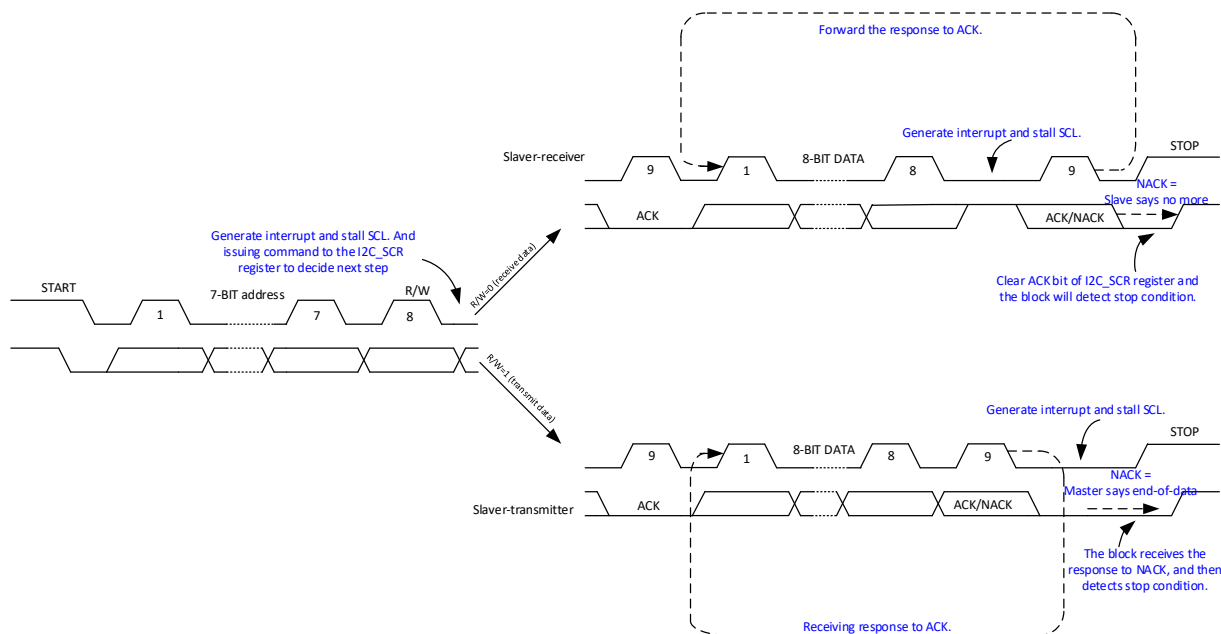 Forward the response to ACK.
Generate interrupt and stall SCL.
Slaver-receiver
8-BIT DATA
STOP
9
1
8
9
NACK =
Slave says no more
ACK
ACK/NACK
Clear ACK bit of I2C_SCR register and
the block will detect stop condition.
Generate interrupt and stall SCL. And
issuing command to the I2C_SCR
register to decide next step
R/W=0 (receive data)
START
7-BIT address
R/W
1
7
8
R/W=1 (transmit data)
Generate interrupt and stall SCL.
8-BIT DATA
STOP
9
1
8
9
NACK =
Master says end-of-data
Slaver-transmitter
ACK
ACK/NACK
The block receives the
response to NACK, and then
detects stop condition.
Receiving response to ACK.